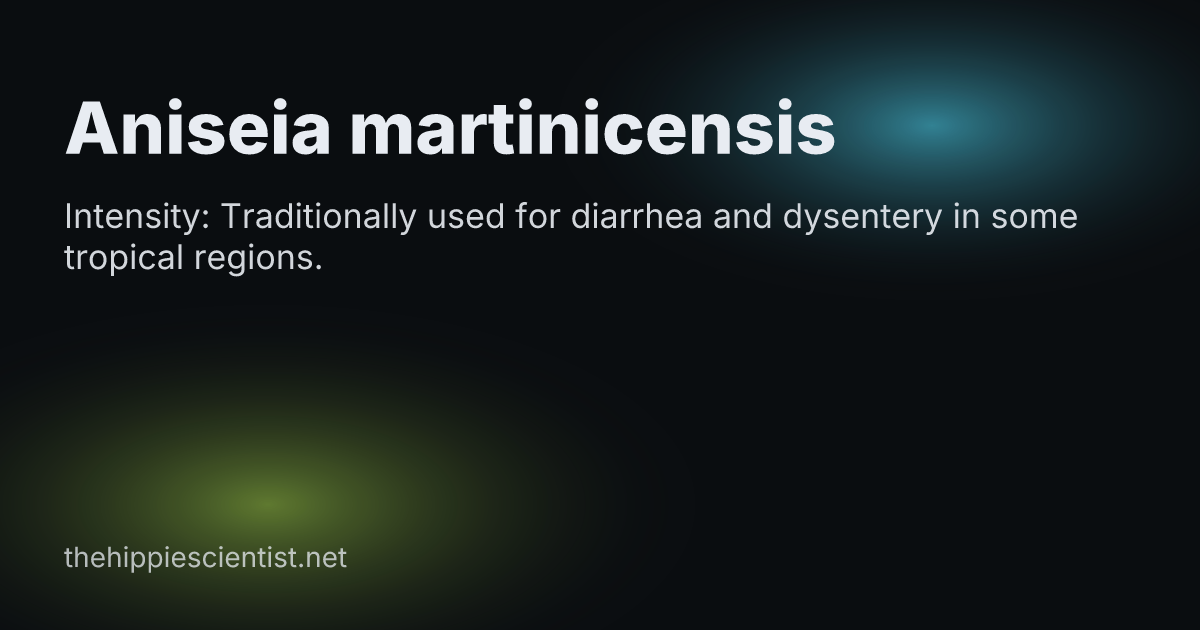 Aniseia martinicensis
Intensity: Traditionally used for diarrhea and dysentery in some
tropical regions.
thehippiescientist.net